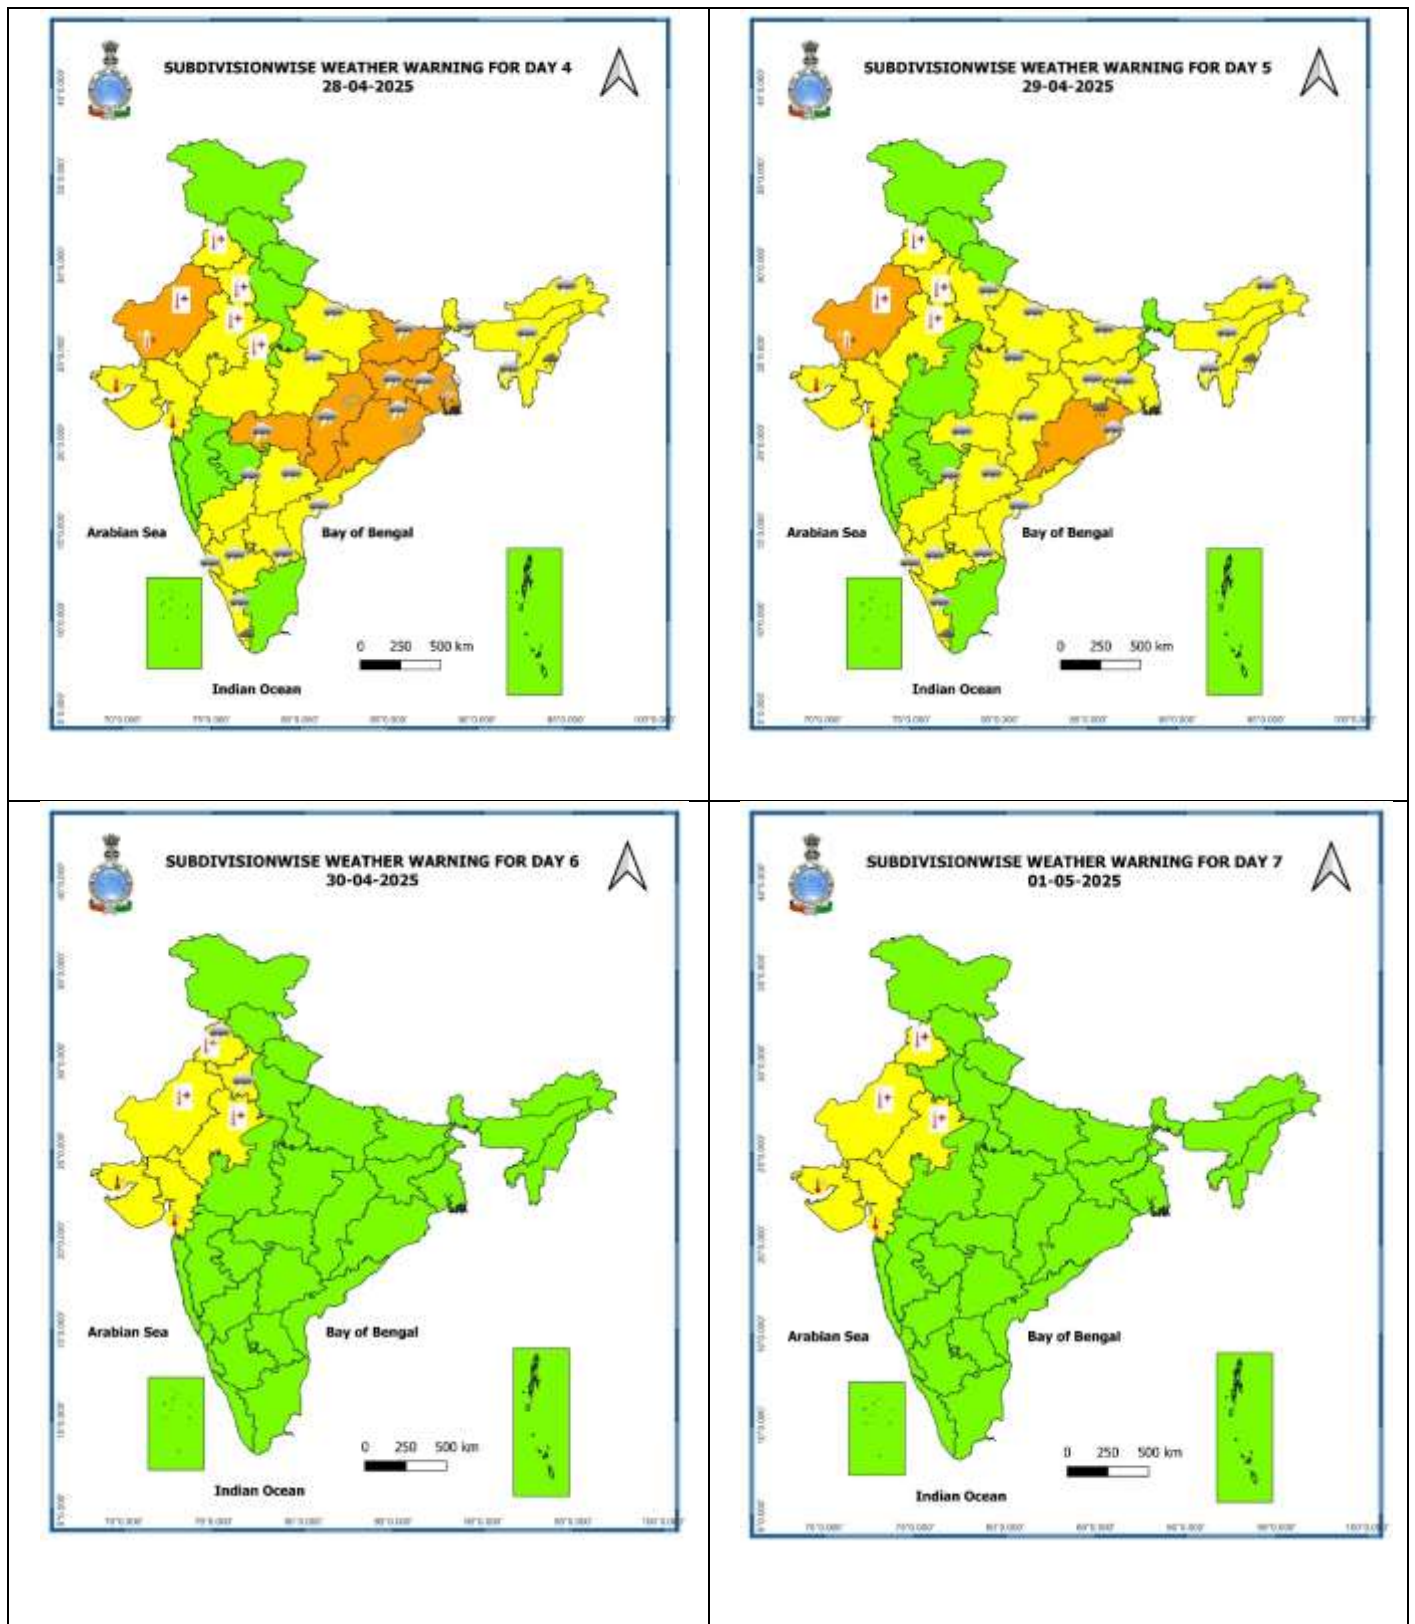 SUBDIVISIONWISE WEATHER WARNING FOR DAY 4
28-04-2025
Arabian Sea
Bay of Bengal
0 250 500 km
Indian Ocean
SUBDIVISIONWISE WEATHER WARNING FOR DAY 5
29-04-2025
Arabian Sea
Bay of Bengal
0 250 500 km
Indian Ocean
SUBDIVISIONWISE WEATHER WARNING FOR DAY 6
30-04-2025
Arabian Sea
Bay of Bengal
0 250 500 km
Indian Ocean
SUBDIVISIONWISE WEATHER WARNING FOR DAY 7
01-05-2025
Arabian Sea
Bay of Bengal
0 250 500 km
Indian Ocean